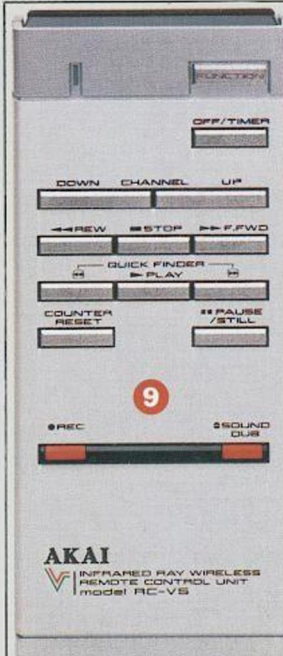 FUNCTION
OFF/TIMER
DOWN CHANNEL UP
◄◄REW ■STOP ►►F.FWD
QUICK FINDER
►PLAY
COUNTER RESET
▮▮PAUSE /STILL
9
●REC
SOUND DUB
AKAI
INFRARED RAY WIRELESS
REMOTE CONTROL UNIT
model RC-V5